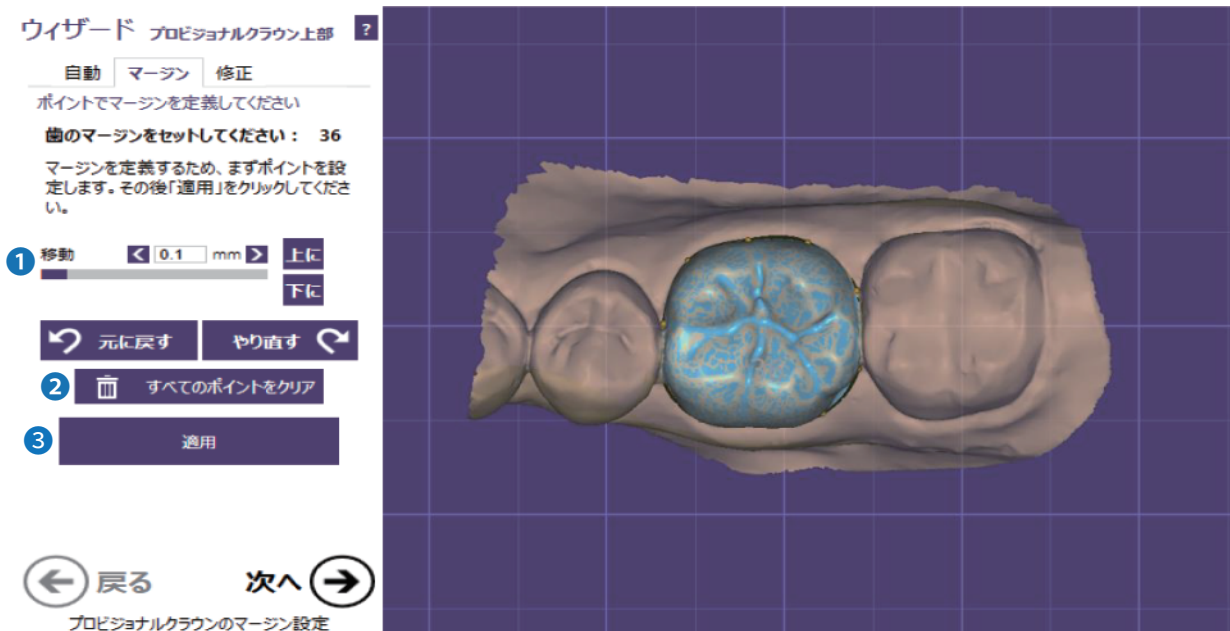 ウィザード プロビジョナルクラウン上部 ?
自動 マージン 修正
ポイントでマージンを定義してください
歯のマージンをセットしてください： 36
マージンを定義するため、まずポイントを設
定します。その後「適用」をクリックしてくださ
い。
1 移動 0.1 mm 上に
下に
元に戻す やり直す
2 すべてのポイントをクリア
3 適用
戻る 次へ
プロビジョナルクラウンのマージン設定